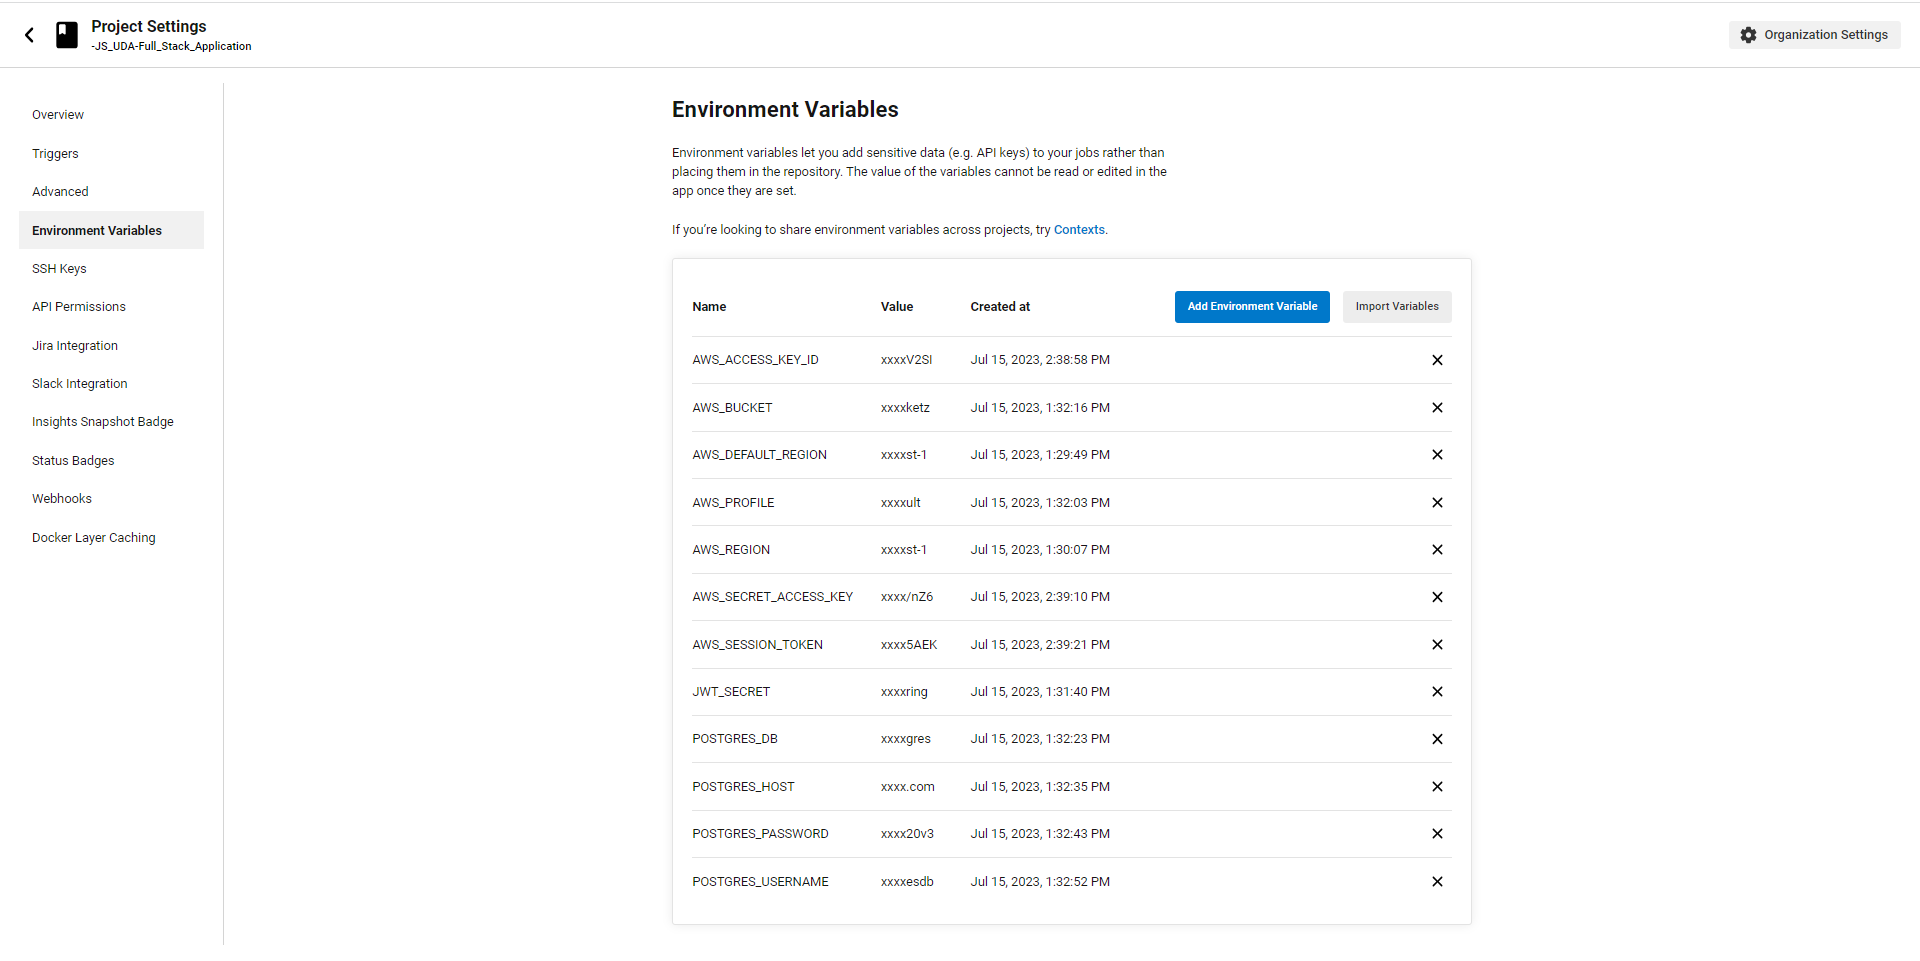 Project Settings
-JS_UDA-Full_Stack_Application
Organization Settings
Overview
Triggers
Advanced
Environment Variables
SSH Keys
API Permissions
Jira Integration
Slack Integration
Insights Snapshot Badge
Status Badges
Webhooks
Docker Layer Caching
Environment Variables
Environment variables let you add sensitive data (e.g. API keys) to your jobs rather than
placing them in the repository. The value of the variables cannot be read or edited in the
app once they are set.
If you're looking to share environment variables across projects, try Contexts.
Name Value Created at Add Environment Variable Import Variables
AWS_ACCESS_KEY_ID xxxxV2SI Jul 15, 2023, 2:38:58 PM
AWS_BUCKET xxxxketz Jul 15, 2023, 1:32:16 PM
AWS_DEFAULT_REGION xxxxst-1 Jul 15, 2023, 1:29:49 PM
AWS_PROFILE xxxxult Jul 15, 2023, 1:32:03 PM
AWS_REGION xxxxst-1 Jul 15, 2023, 1:30:07 PM
AWS_SECRET_ACCESS_KEY xxxx/nZ6 Jul 15, 2023, 2:39:10 PM
AWS_SESSION_TOKEN xxxx5AEK Jul 15, 2023, 2:39:21 PM
JWT_SECRET xxxxring Jul 15, 2023, 1:31:40 PM
POSTGRES_DB xxxxgres Jul 15, 2023, 1:32:23 PM
POSTGRES_HOST xxxx.com Jul 15, 2023, 1:32:35 PM
POSTGRES_PASSWORD xxxx20v3 Jul 15, 2023, 1:32:43 PM
POSTGRES_USERNAME xxxxesdb Jul 15, 2023, 1:32:52 PM